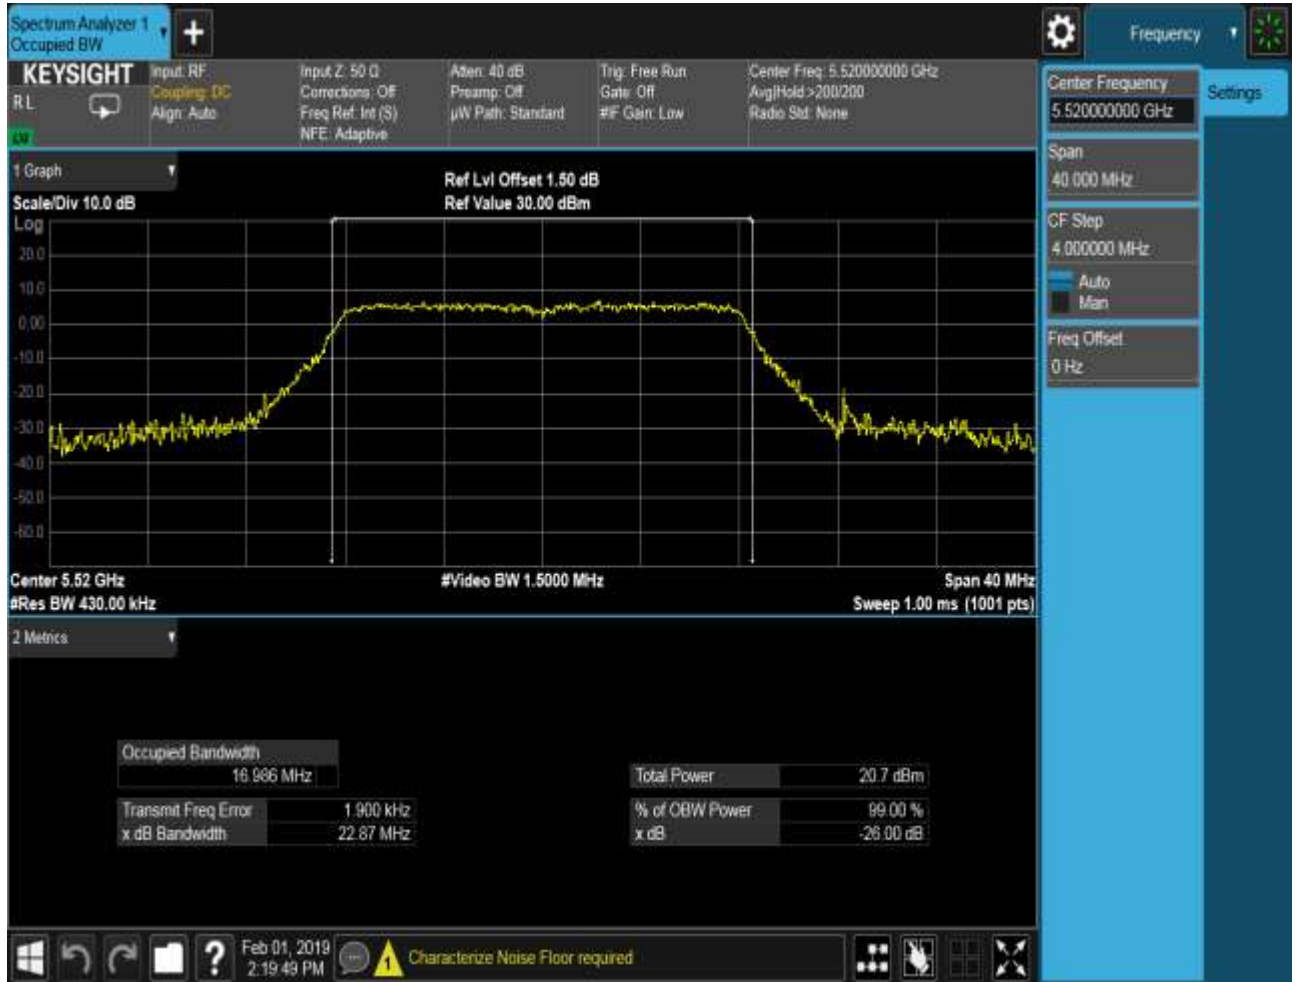 Spectrum Analyzer 1
Occupied BW
Frequency
KEYSIGHT
RL
Input: RF
Coupling: DC
Align: Auto
Input Z: 50 Ω
Corrections: Off
Freq Ref: Int (S)
NFE: Adaptive
Atten: 40 dB
Preamp: Off
µW Path: Standard
Trig: Free Run
Gate: Off
#IF Gain: Low
Center Freq: 5.520000000 GHz
Avg|Hold:>200/200
Radio Std: None
Center Frequency
5.520000000 GHz
Settings
Span
40.000 MHz
CF Step
4.000000 MHz
Auto
Man
Freq Offset
0 Hz
1 Graph
Scale/Div 10.0 dB
Ref Lvl Offset 1.50 dB
Ref Value 30.00 dBm
Log
20.0
10.0
0.00
-10.0
-20.0
-30.0
-40.0
-50.0
-60.0
Center 5.52 GHz
#Video BW 1.5000 MHz
Span 40 MHz
#Res BW 430.00 kHz
Sweep 1.00 ms (1001 pts)
2 Metrics
Occupied Bandwidth
16.986 MHz
Total Power 20.7 dBm
Transmit Freq Error 1.900 kHz
% of OBW Power 99.00 %
x dB Bandwidth 22.87 MHz
x dB -26.00 dB
Feb 01, 2019
2:19:49 PM
1
Characterize Noise Floor required